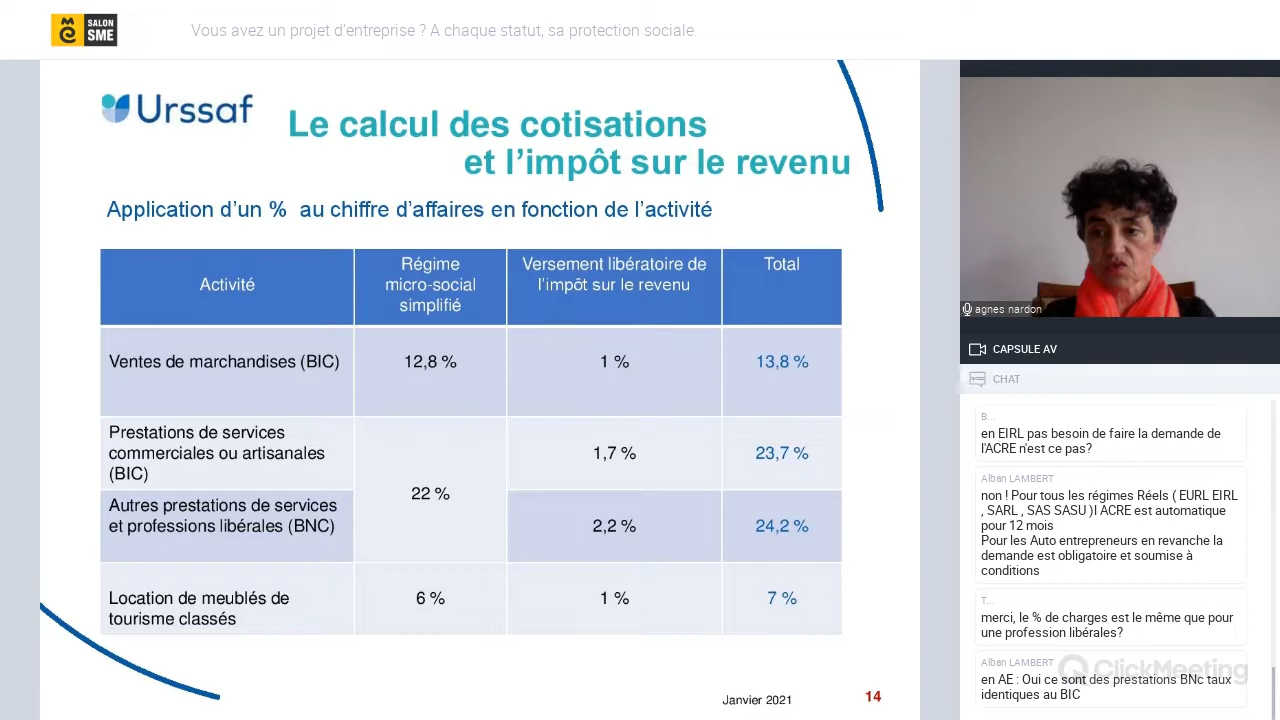 SALON
SME
Vous avez un projet d'entreprise ? A chaque statut, sa protection sociale.
Urssaf
Le calcul des cotisations
et l'impôt sur le revenu
Application d'un % au chiffre d'affaires en fonction de l'activité
Activité
Régime
micro-social
simplifié
Versement libératoire de
l'impôt sur le revenu
Total
Ventes de marchandises (BIC)
12,8 %
1 %
13,8 %
Prestations de services
commerciales ou artisanales
(BIC)
22 %
1,7 %
23,7 %
Autres prestations de services
et professions libérales (BNC)
2,2 %
24,2 %
Location de meublés de
tourisme classés
6 %
1 %
7 %
Janvier 2021
14
agnes nardon
CAPSULE AV
CHAT
B...
en EIRL pas besoin de faire la demande de
l'ACRE n'est ce pas?
Alban LAMBERT
non ! Pour tous les régimes Réels ( EURL EIRL
, SARL , SAS SASU )l ACRE est automatique
pour 12 mois
Pour les Auto entrepreneurs en revanche la
demande est obligatoire et soumise à
conditions
T...
merci, le % de charges est le même que pour
une profession libérales?
Alban LAMBERT
en AE : Oui ce sont des prestations BNc taux
identiques au BIC
ClickMeeting